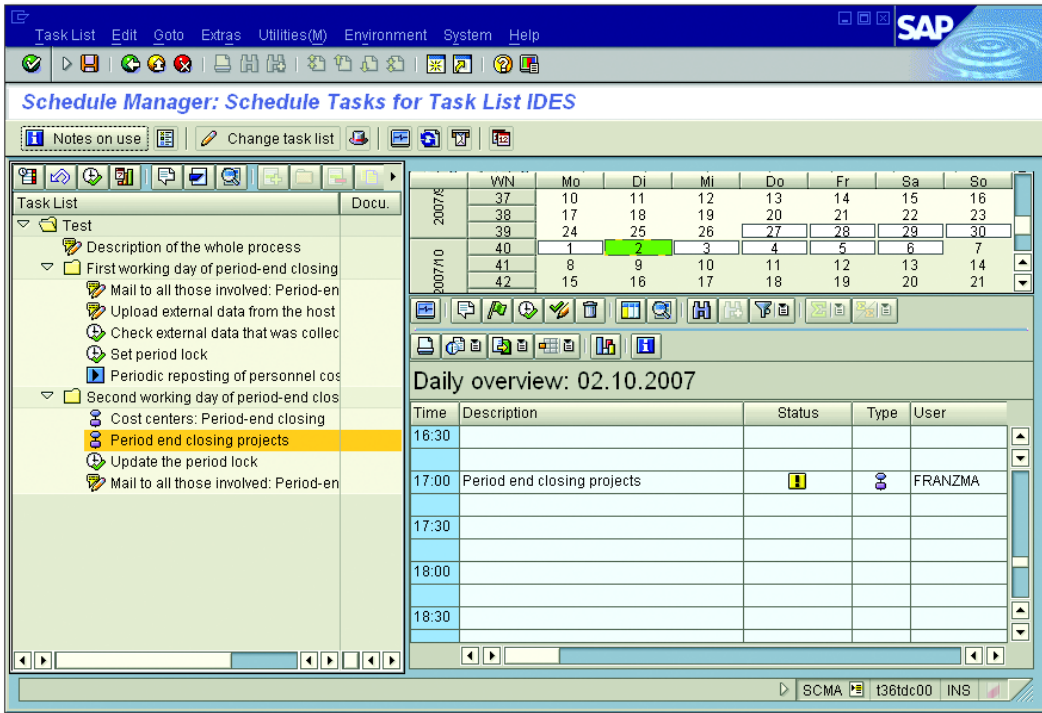 Task List Edit Goto Extras Utilities(M) Environment System Help
SAP
Schedule Manager: Schedule Tasks for Task List IDES
Notes on use Change task list
Task List Docu.
Test
Description of the whole process
First working day of period-end closing
Mail to all those involved: Period-en
Upload external data from the host
Check external data that was collec
Set period lock
Periodic reposting of personnel cos
Second working day of period-end clos
Cost centers: Period-end closing
Period end closing projects
Update the period lock
Mail to all those involved: Period-en
WN Mo Di Mi Do Fr Sa So
2007/9
37 10 11 12 13 14 15 16
38 17 18 19 20 21 22 23
39 24 25 26 27 28 29 30
2007/10
40 1 2 3 4 5 6 7
41 8 9 10 11 12 13 14
42 15 16 17 18 19 20 21
Daily overview: 02.10.2007
Time Description Status Type User
16:30
17:00 Period end closing projects FRANZMA
17:30
18:00
18:30
SCMA t36tdc00 INS